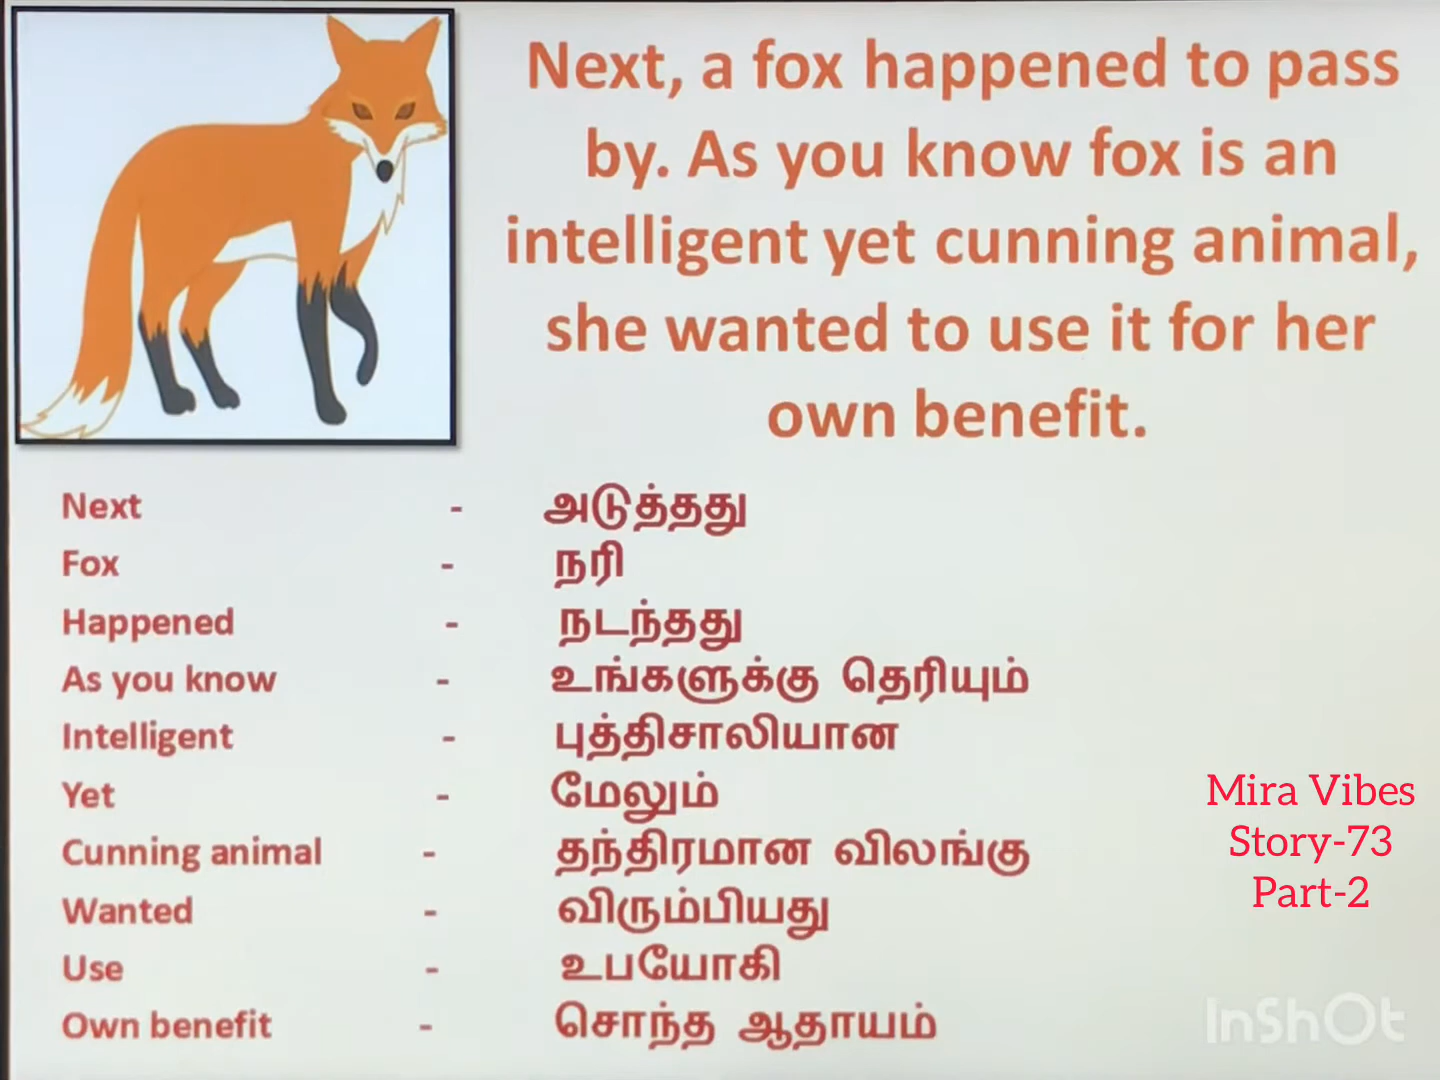 Next, a fox happened to pass
by. As you know fox is an
intelligent yet cunning animal,
she wanted to use it for her
own benefit.
Next - அடுத்தது
Fox - நரி
Happened - நடந்தது
As you know - உங்களுக்கு தெரியும்
Intelligent - புத்திசாலியான
Yet - மேலும்
Cunning animal - தந்திரமான விலங்கு
Wanted - விரும்பியது
Use - உபயோகி
Own benefit - சொந்த ஆதாயம்
Mira Vibes
Story-73
Part-2
InShOt